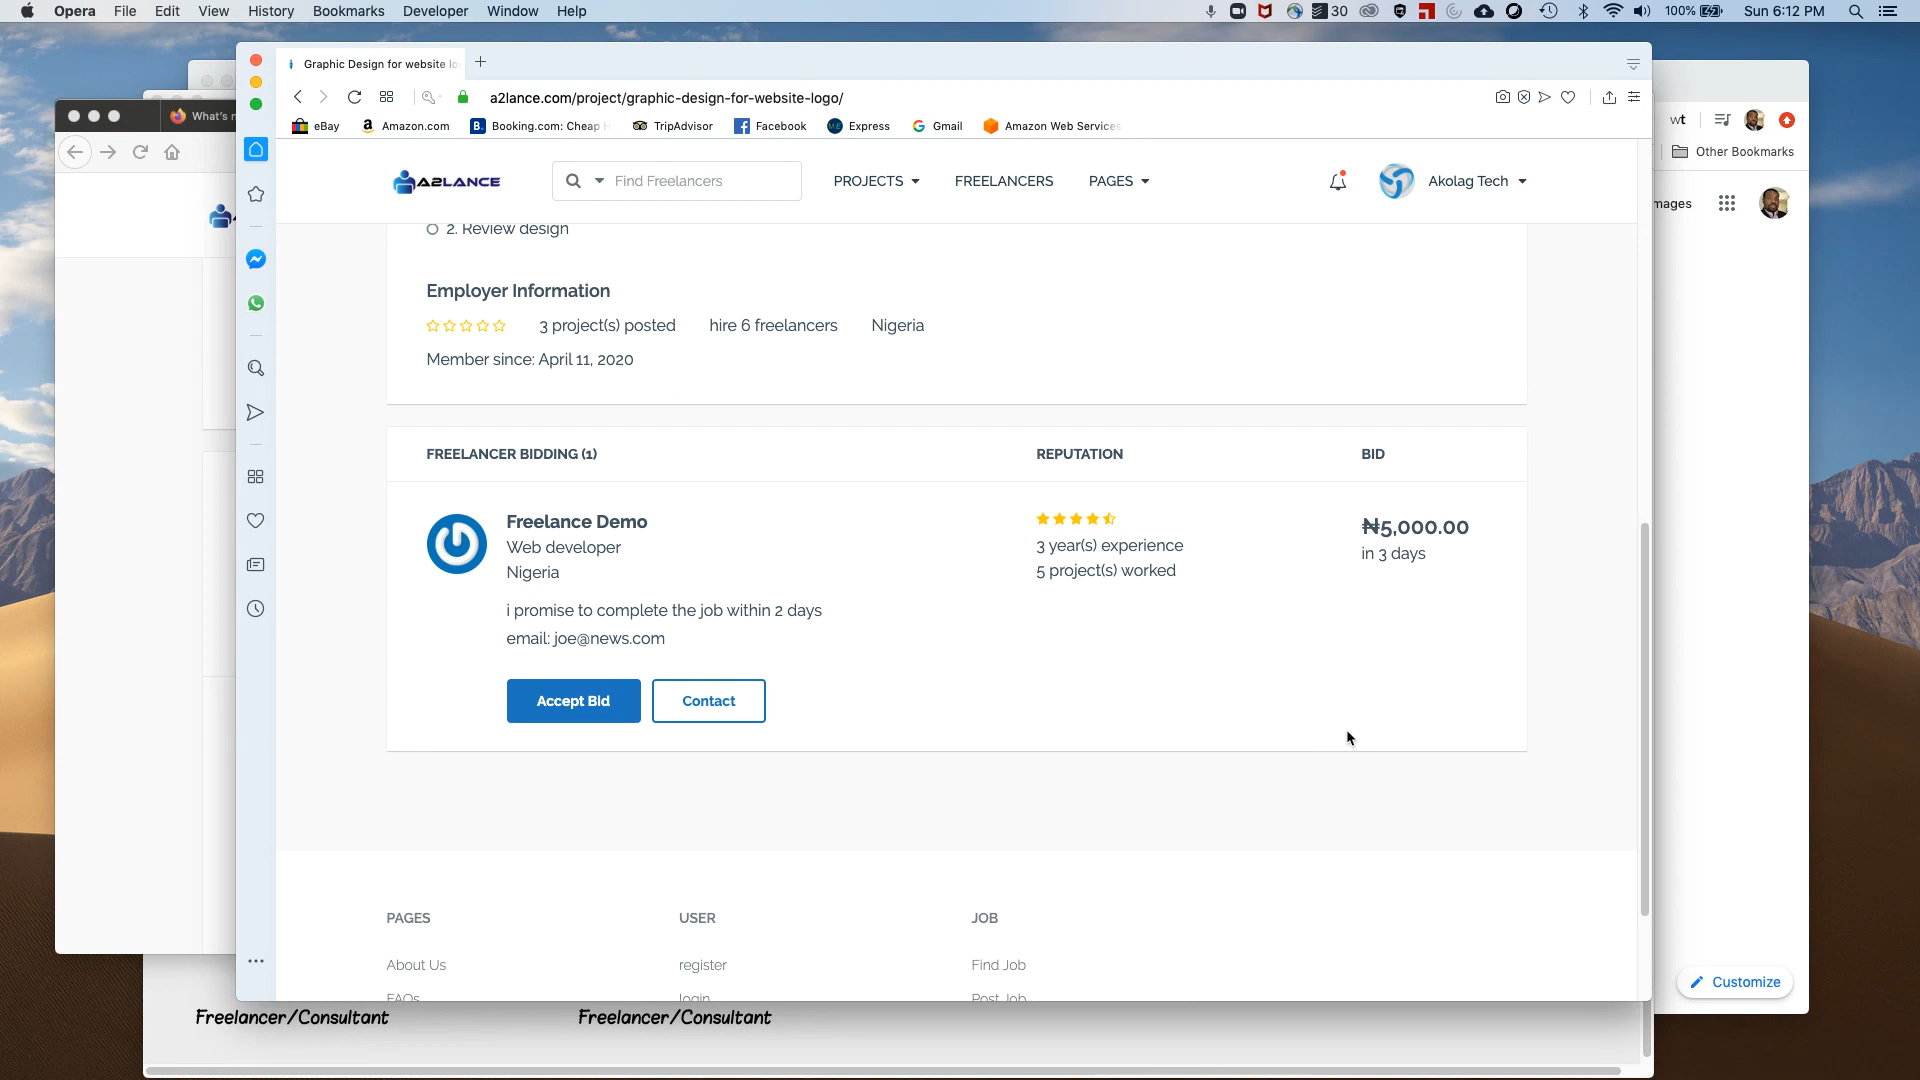 Opera File Edit View History Bookmarks Developer Window Help
30 100% Sun 6:12 PM
Graphic Design for website lo
What's n
a2lance.com/project/graphic-design-for-website-logo/
wt
eBay Amazon.com Booking.com: Cheap TripAdvisor Facebook Express Gmail Amazon Web Services
Other Bookmarks
A2LANCE Find Freelancers PROJECTS FREELANCERS PAGES Akolag Tech
mages
2. Review design
Employer Information
3 project(s) posted hire 6 freelancers Nigeria
Member since: April 11, 2020
FREELANCER BIDDING (1) REPUTATION BID
Freelance Demo
Web developer
Nigeria
3 year(s) experience
5 project(s) worked
₦5,000.00
in 3 days
i promise to complete the job within 2 days
email: joe@news.com
Accept Bid Contact
PAGES USER JOB
About Us register Find Job
FAQs login Post Job
Customize
Freelancer/Consultant Freelancer/Consultant